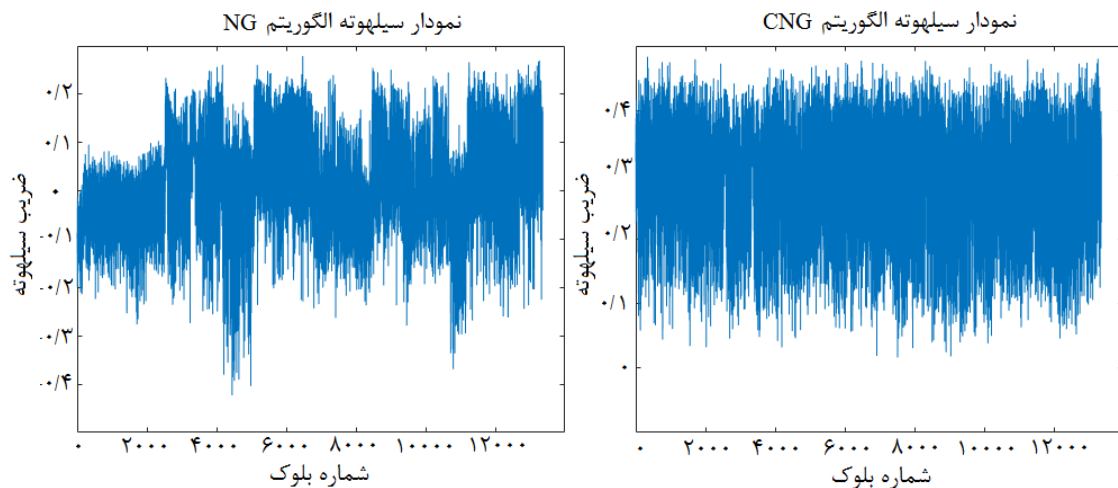 نمودار سیلهوته الگوریتم NG
۰/۲
۰/۱
۰
-۰/۱
-۰/۲
-۰/۳
-۰/۴
ضریب سیلهوته
۰ ۲۰۰۰ ۴۰۰۰ ۶۰۰۰ ۸۰۰۰ ۱۰۰۰۰ ۱۲۰۰۰
شماره بلوک
نمودار سیلهوته الگوریتم CNG
۰/۴
۰/۳
۰/۲
۰/۱
۰
ضریب سیلهوته
۰ ۲۰۰۰ ۴۰۰۰ ۶۰۰۰ ۸۰۰۰ ۱۰۰۰۰ ۱۲۰۰۰
شماره بلوک